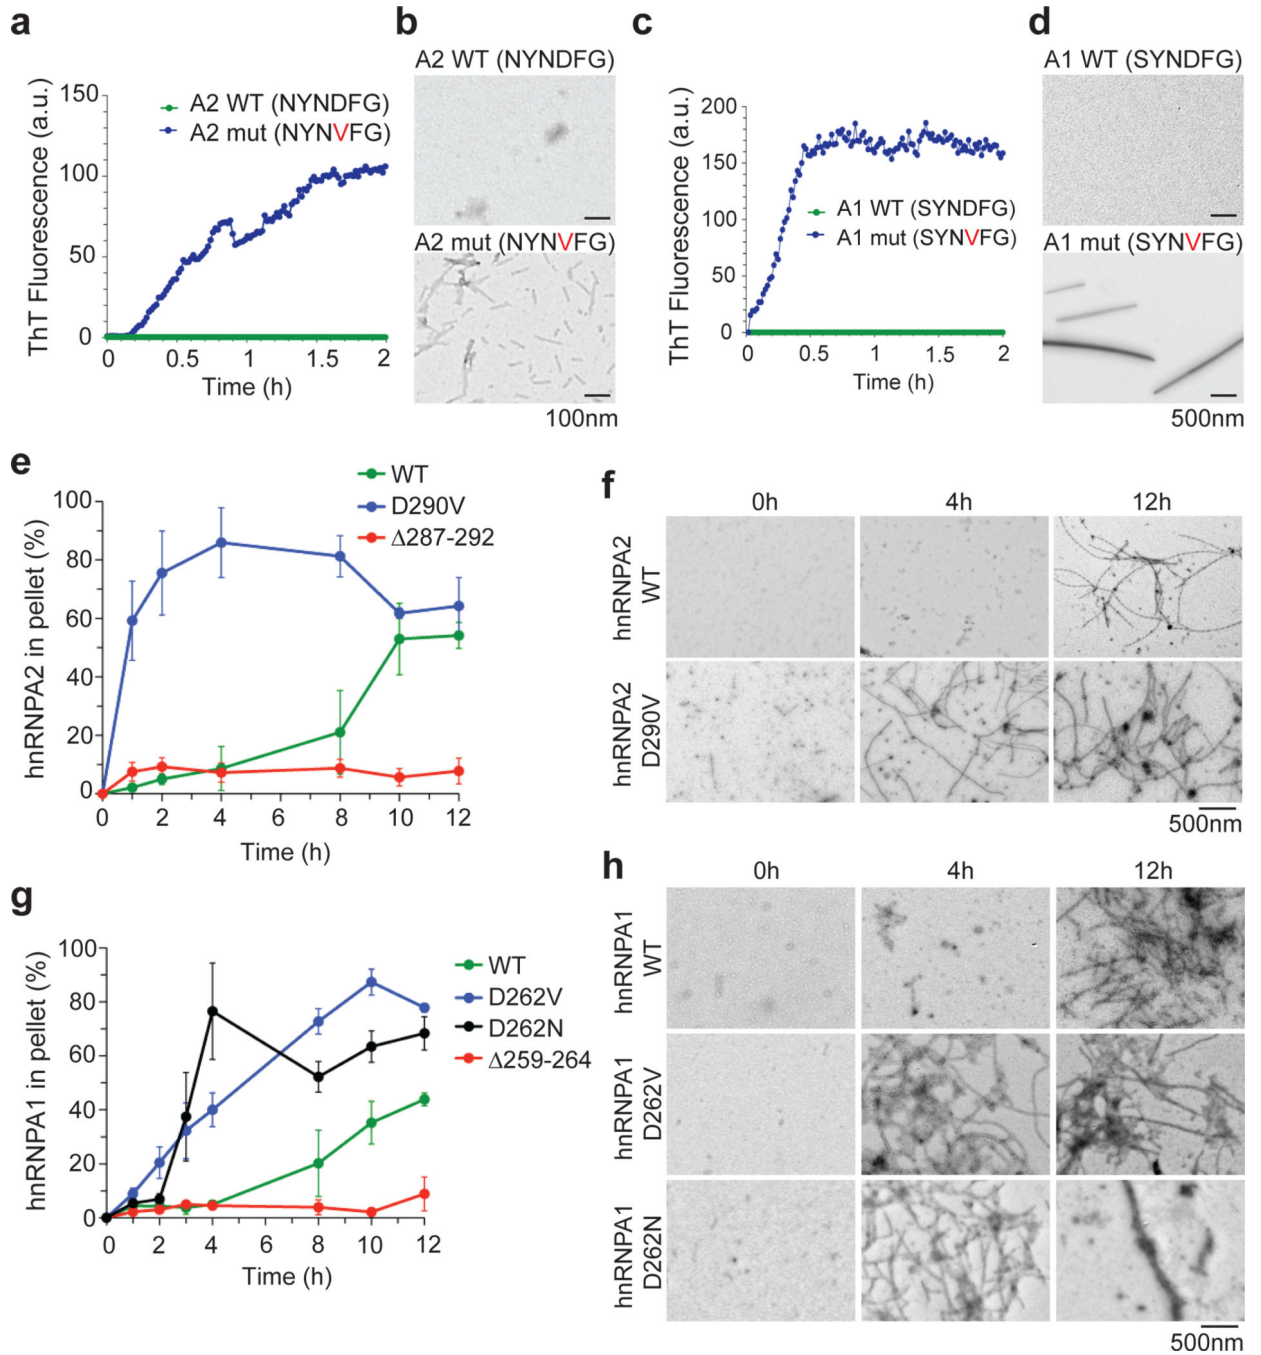 a
ThT Fluorescence (a.u.)
150
100
50
0
A2 WT (NYNDFG)
A2 mut (NYNVFG)
0 0.5 1 1.5 2
Time (h)
b
A2 WT (NYNDFG)
A2 mut (NYNVFG)
100nm
c
ThT Fluorescence (a.u.)
200
150
100
50
0
A1 WT (SYNDFG)
A1 mut (SYNVFG)
0 0.5 1 1.5 2
Time (h)
d
A1 WT (SYNDFG)
A1 mut (SYNVFG)
500nm
e
hnRNPA2 in pellet (%)
100
80
60
40
20
0
WT
D290V
Δ287-292
0 2 4 6 8 10 12
Time (h)
f
0h 4h 12h
hnRNPA2
WT
hnRNPA2
D290V
500nm
g
hnRNPA1 in pellet (%)
100
80
60
40
20
0
WT
D262V
D262N
Δ259-264
0 2 4 6 8 10 12
Time (h)
h
0h 4h 12h
hnRNPA1
WT
hnRNPA1
D262V
hnRNPA1
D262N
500nm